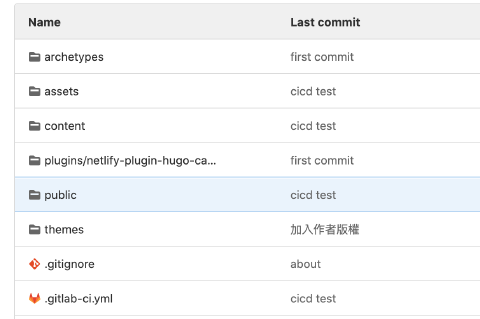 Name Last commit
archetypes first commit
assets cicd test
content cicd test
plugins/netlify-plugin-hugo-ca... first commit
public cicd test
themes 加入作者版權
.gitignore about
.gitlab-ci.yml cicd test